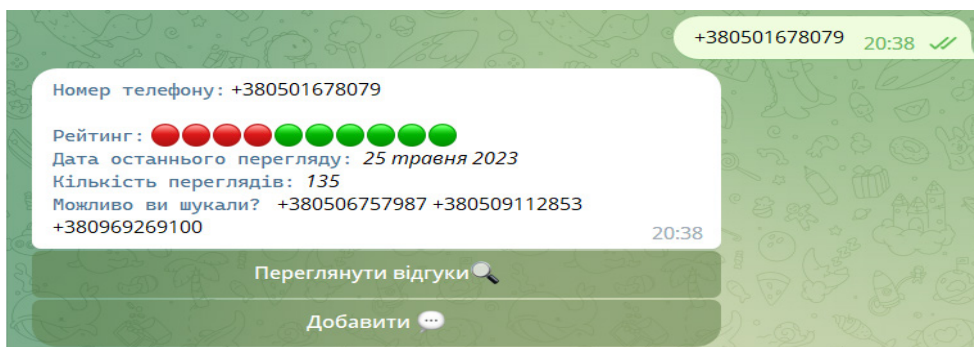 +380501678079 20:38
Номер телефону: +380501678079
Рейтинг:
Дата останнього перегляду: 25 травня 2023
Кількість переглядів: 135
Можливо ви шукали? +380506757987 +380509112853
+380969269100
20:38
Переглянути відгуки
Добавити